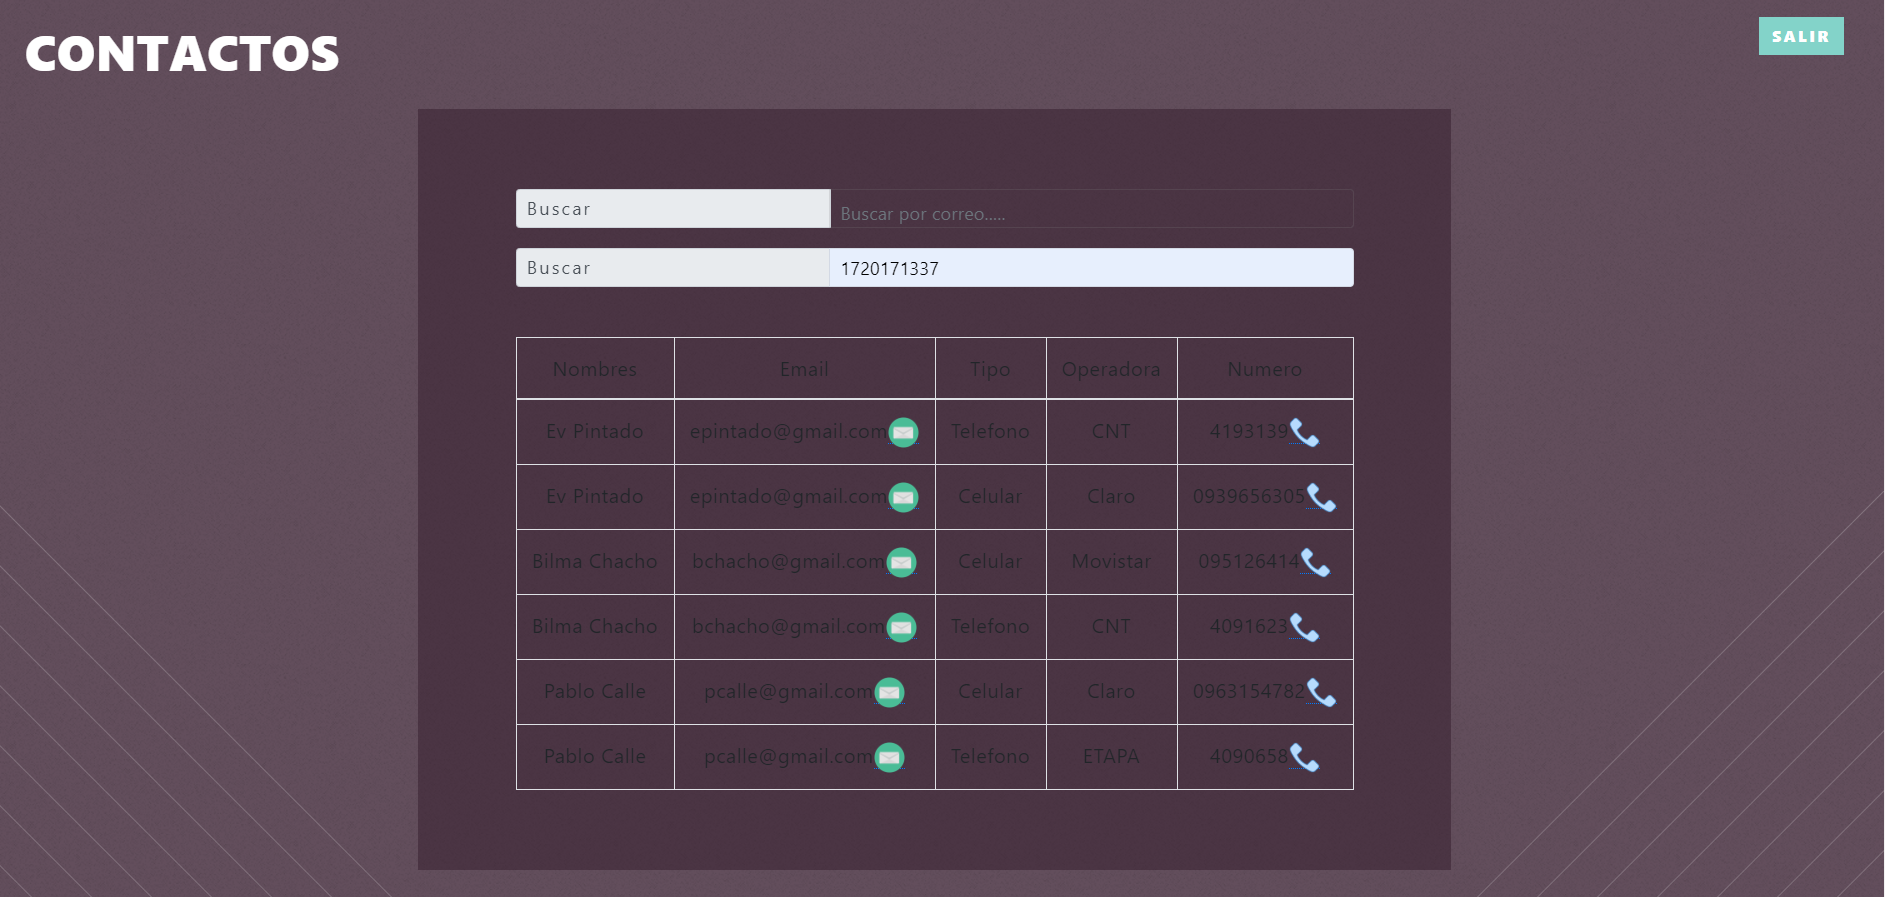 CONTACTOS
SALIR
Buscar Buscar por correo.....
Buscar 1720171337
Nombres Email Tipo Operadora Numero
Ev Pintado epintado@gmail.com Telefono CNT 4193139
Ev Pintado epintado@gmail.com Celular Claro 0939656305
Bilma Chacho bchacho@gmail.com Celular Movistar 095126414
Bilma Chacho bchacho@gmail.com Telefono CNT 4091623
Pablo Calle pcalle@gmail.com Celular Claro 0963154782
Pablo Calle pcalle@gmail.com Telefono ETAPA 4090658